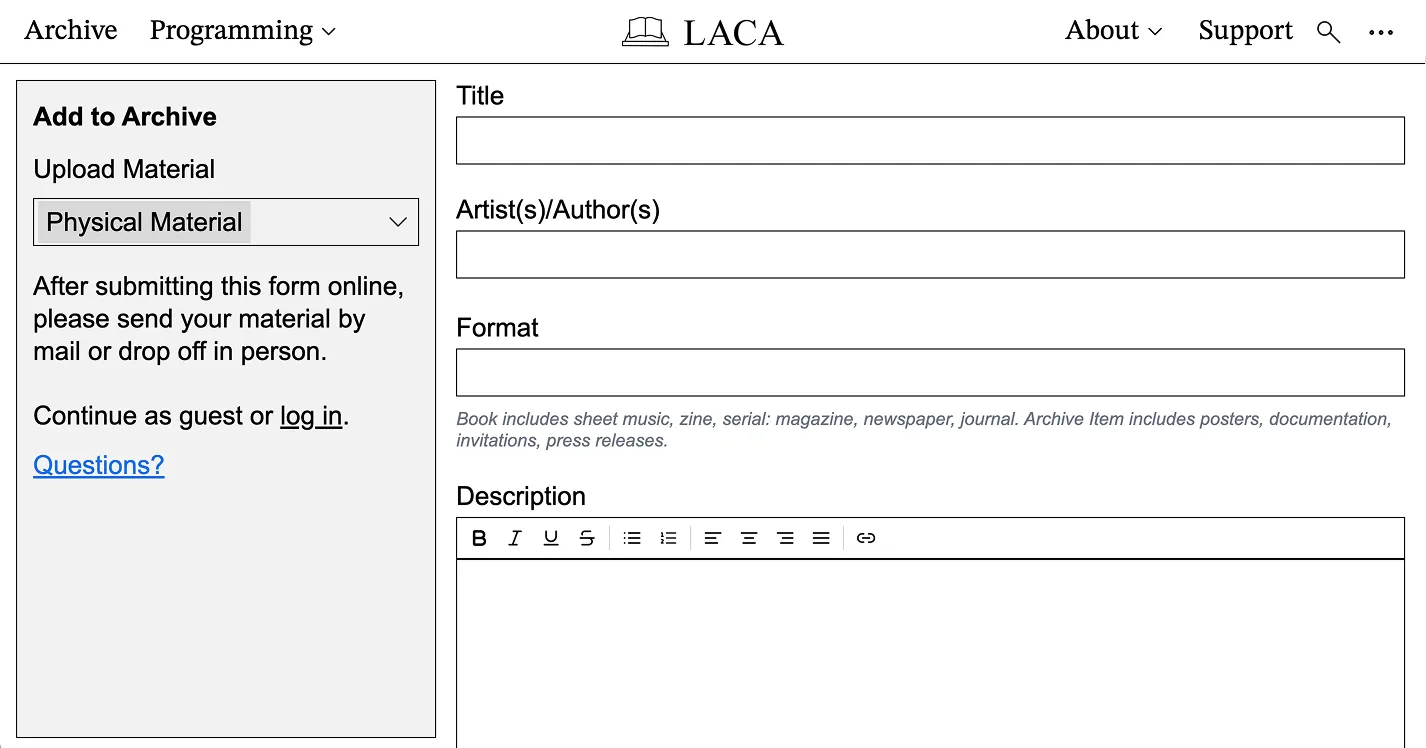 Archive Programming LACA About Support
Add to Archive
Upload Material
Physical Material
After submitting this form online,
please send your material by
mail or drop off in person.
Continue as guest or log in.
Questions?
Title
Artist(s)/Author(s)
Format
Book includes sheet music, zine, serial: magazine, newspaper, journal. Archive Item includes posters, documentation,
invitations, press releases.
Description
B I U S